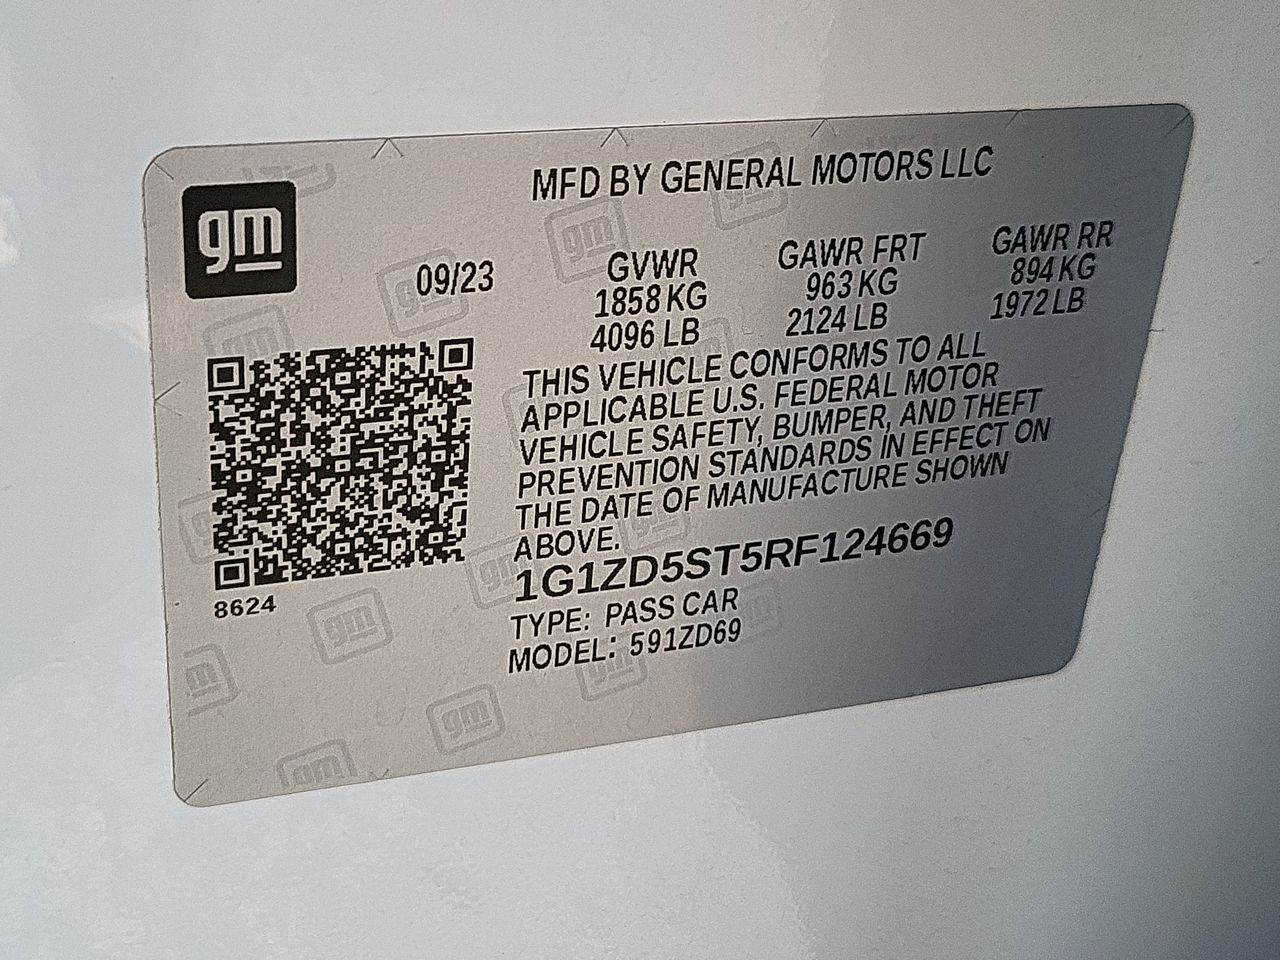 gm
MFD BY GENERAL MOTORS LLC
09/23
GVWR
1858 KG
4096 LB
GAWR FRT
963 KG
2124 LB
GAWR RR
894 KG
1972 LB
THIS VEHICLE CONFORMS TO ALL
APPLICABLE U.S. FEDERAL MOTOR
VEHICLE SAFETY, BUMPER, AND THEFT
PREVENTION STANDARDS IN EFFECT ON
THE DATE OF MANUFACTURE SHOWN
ABOVE.
1G1ZD5ST5RF124669
TYPE: PASS CAR
MODEL: 591ZD69
8624